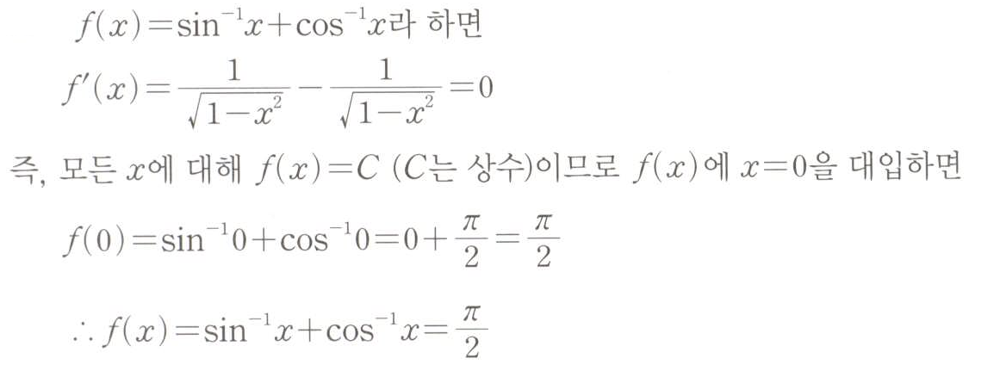 f(x)=sin⁻¹x+cos⁻¹x라 하면
f′(x)=1/√(1−x²)−1/√(1−x²)=0
즉, 모든 x에 대해 f(x)=C (C는 상수)이므로 f(x)에 x=0을 대입하면
f(0)=sin⁻¹0+cos⁻¹0=0+π/2=π/2
∴ f(x)=sin⁻¹x+cos⁻¹x=π/2